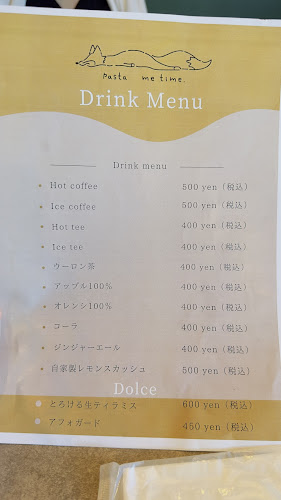 pasta me time.
Drink Menu
Drink menu
Hot coffee 500 yen（税込）
Ice coffee 500 yen（税込）
Hot tee 400 yen（税込）
Ice tee 400 yen（税込）
ウーロン茶 400 yen（税込）
アップル100% 400 yen（税込）
オレンジ100% 400 yen（税込）
コーラ 400 yen（税込）
ジンジャーエール 400 yen（税込）
自家製レモンスカッシュ 500 yen（税込）
Dolce
とろける生ティラミス 600 yen（税込）
アフォガード 450 yen（税込）